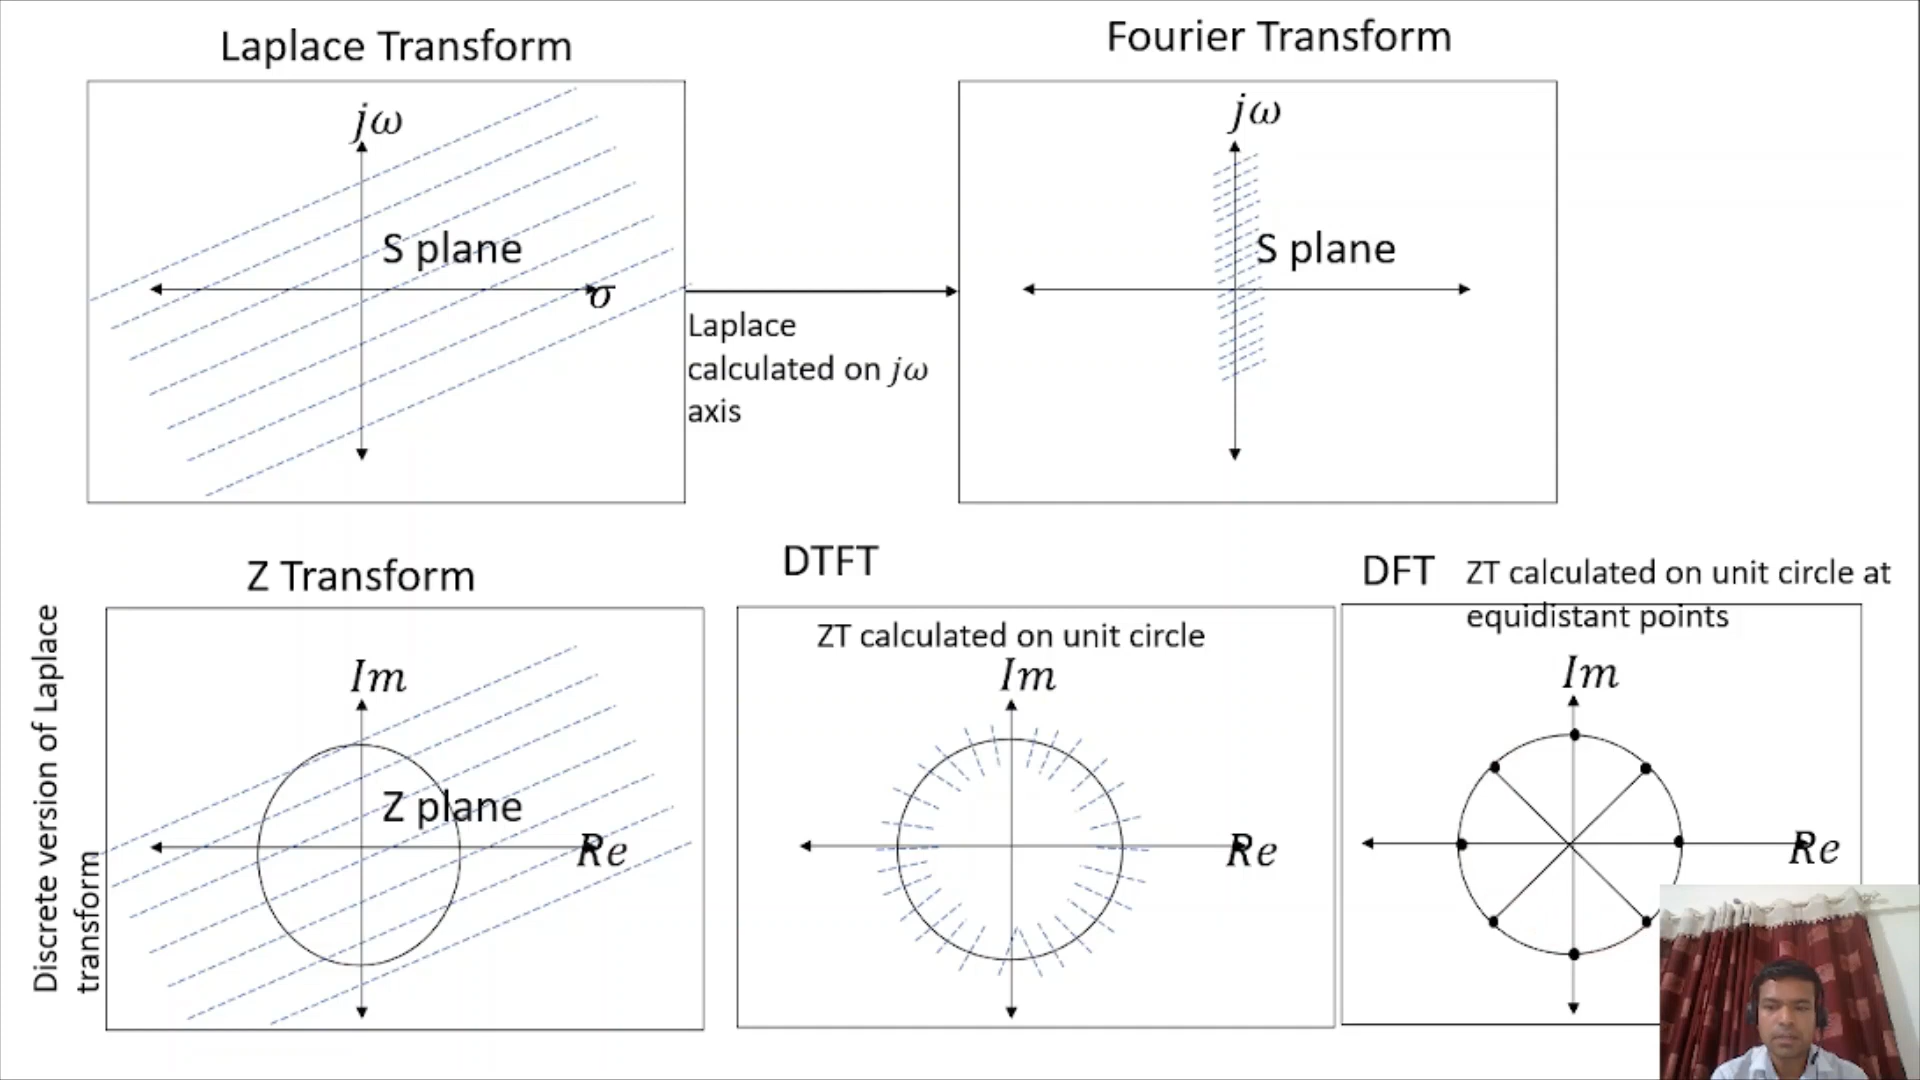 Laplace Transform
Fourier Transform
jω
S plane
σ
Laplace
calculated on jω
axis
jω
S plane
Discrete version of Laplace
transform
Z Transform
Im
Z plane
Re
DTFT
ZT calculated on unit circle
Im
Re
DFT ZT calculated on unit circle at
equidistant points
Im
Re